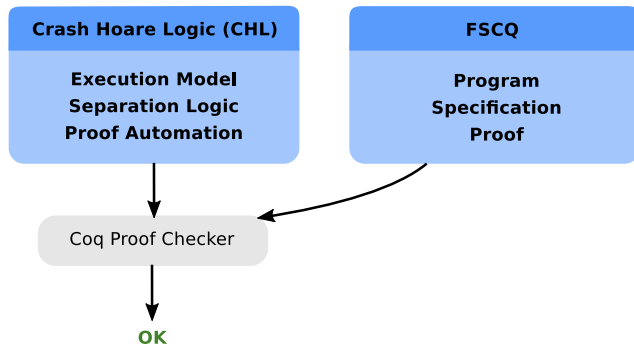 Crash Hoare Logic (CHL)
Execution Model
Separation Logic
Proof Automation
FSCQ
Program
Specification
Proof
Coq Proof Checker
OK